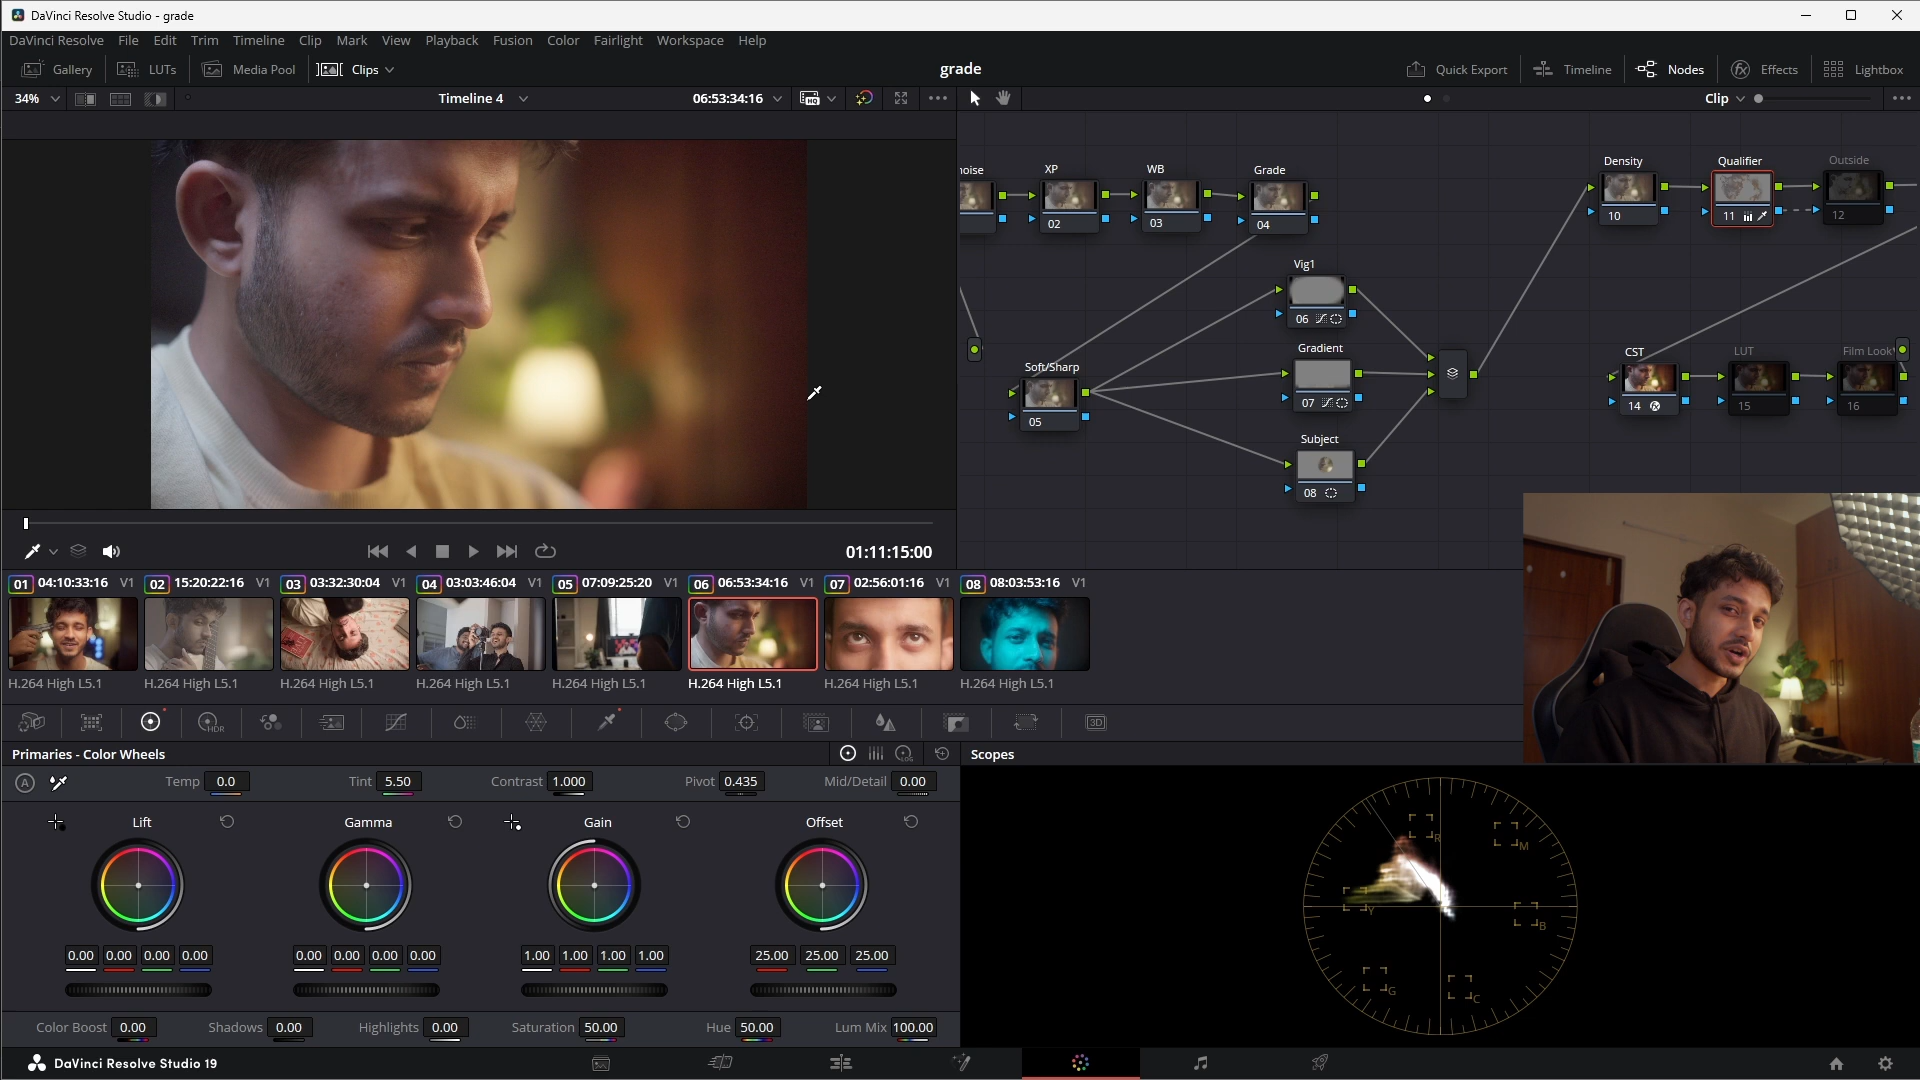 DaVinci Resolve Studio - grade
DaVinci Resolve File Edit Trim Timeline Clip Mark View Playback Fusion Color Fairlight Workspace Help
Gallery LUTs Media Pool Clips grade Quick Export Timeline Nodes Effects Lightbox
34% Timeline 4 06:53:34:16 HQ Clip
noise XP WB Grade Density Qualifier Outside
02 03 04 10 11 12
Vig1
06
Gradient
07
Soft/Sharp
05
Subject
08
CST LUT Film Look
14 15 16
01:11:15:00
01 04:10:33:16 V1 02 15:20:22:16 V1 03 03:32:30:04 V1 04 03:03:46:04 V1 05 07:09:25:20 V1 06 06:53:34:16 V1 07 02:56:01:16 V1 08 08:03:53:16 V1
H.264 High L5.1 H.264 High L5.1 H.264 High L5.1 H.264 High L5.1 H.264 High L5.1 H.264 High L5.1 H.264 High L5.1 H.264 High L5.1
HDR 3D
Primaries - Color Wheels LOG Scopes
A Temp 0.0 Tint 5.50 Contrast 1.000 Pivot 0.435 Mid/Detail 0.00
Lift Gamma Gain Offset
0.00 0.00 0.00 0.00 0.00 0.00 0.00 0.00 1.00 1.00 1.00 1.00 25.00 25.00 25.00
Color Boost 0.00 Shadows 0.00 Highlights 0.00 Saturation 50.00 Hue 50.00 Lum Mix 100.00
R M
Y B
G C
DaVinci Resolve Studio 19